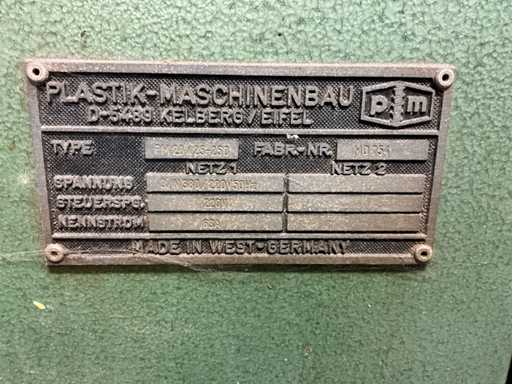 PLASTIK-MASCHINENBAU
D-5489 KELBERG/EIFEL
pm
TYPE FABR.-NR.
NETZ 1 NETZ 2
SPANNUNG
STEUERSPG. 220V
NENNSTROM
MADE IN WEST-GERMANY